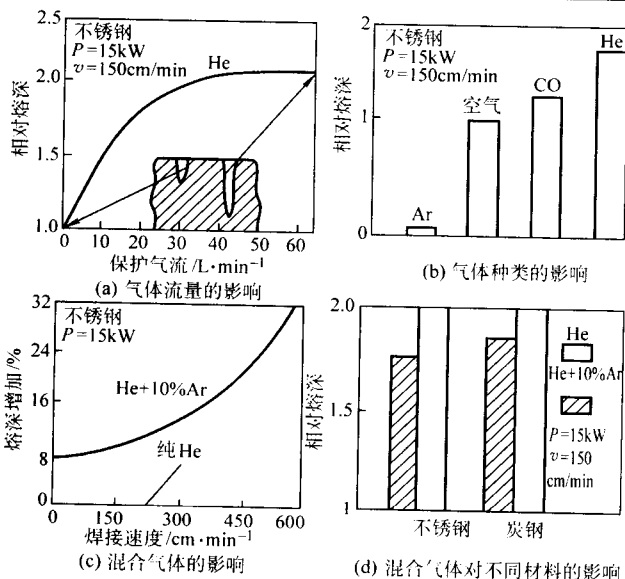 不锈钢
P=15kW
v=150cm/min
He
相对熔深
2.0
1.5
1.0
0 10 20 30 40 50 60
保护气流/L·min⁻¹
(a) 气体流量的影响
不锈钢
P=15kW
v=150cm/min
He
CO
空气
Ar
相对熔深
2
1
0
(b) 气体种类的影响
不锈钢
P=15kW
He+10%Ar
纯He
熔深增加/%
32
24
16
8
0
0 150 300 450 600
焊接速度/cm·min⁻¹
(c) 混合气体的影响
相对熔深
2.0
1.5
1
He
He+10%Ar
P=15kW
v=150
cm/min
不锈钢 炭钢
(d) 混合气体对不同材料的影响